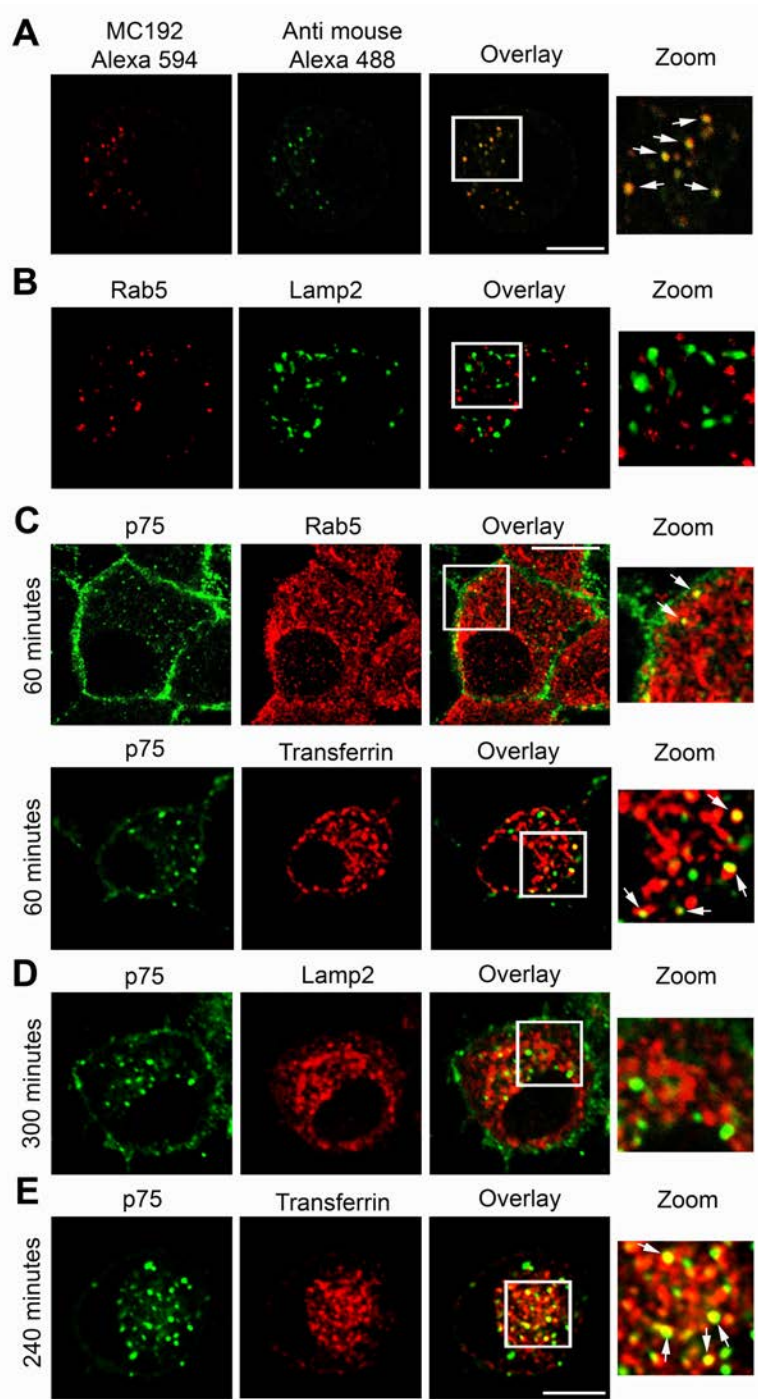 A
MC192
Alexa 594
Anti mouse
Alexa 488
Overlay
Zoom
B
Rab5
Lamp2
Overlay
Zoom
C
p75
Rab5
Overlay
Zoom
60 minutes
p75
Transferrin
Overlay
Zoom
60 minutes
D
p75
Lamp2
Overlay
Zoom
300 minutes
E
p75
Transferrin
Overlay
Zoom
240 minutes